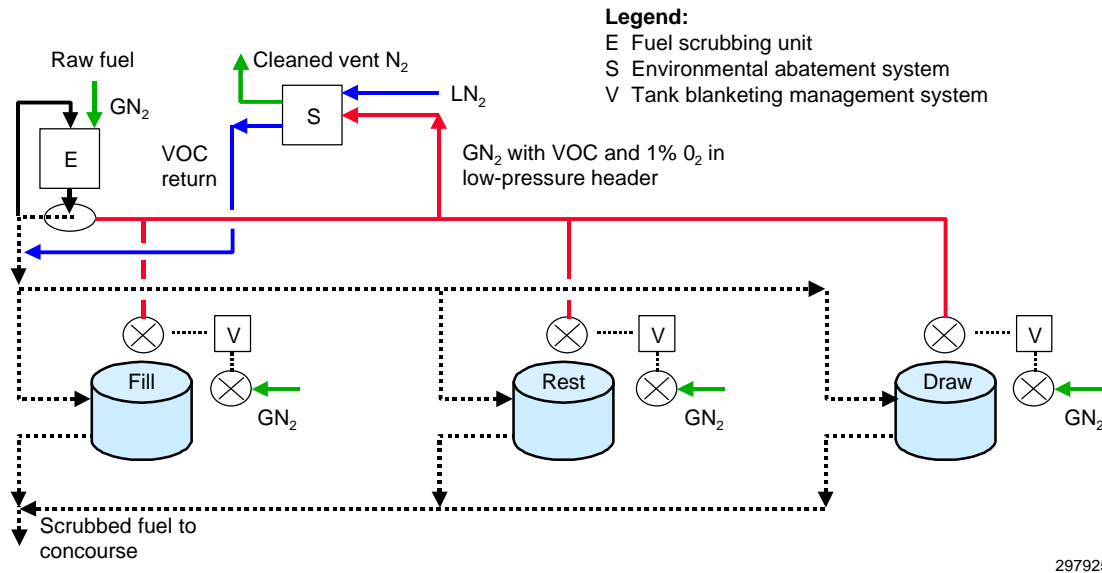 Legend:
E Fuel scrubbing unit
S Environmental abatement system
V Tank blanketing management system
Raw fuel
GN₂
E
Cleaned vent N₂
S
LN₂
VOC
return
GN₂ with VOC and 1% 0₂ in
low-pressure header
V
Fill
GN₂
V
Rest
GN₂
V
Draw
GN₂
Scrubbed fuel to
concourse
297925